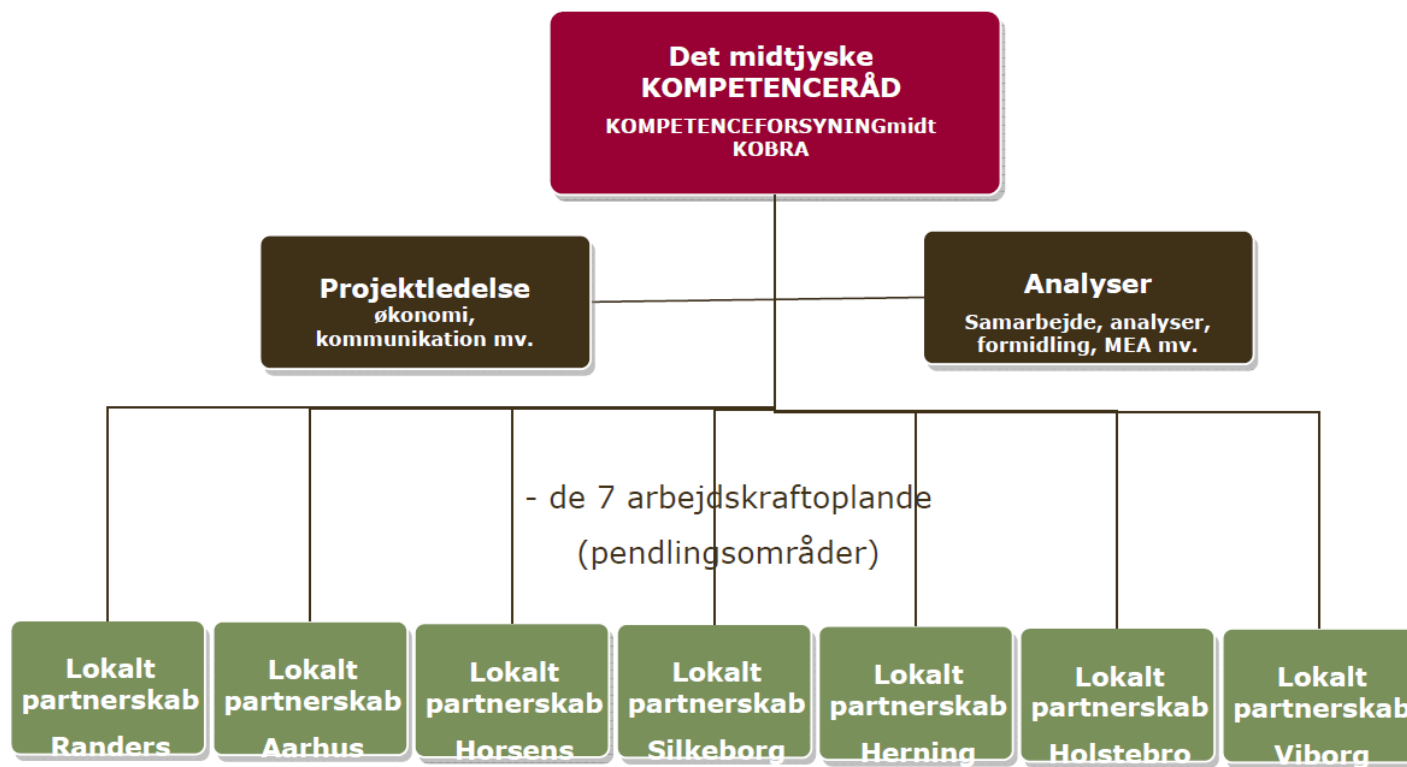 Det midtjyske
KOMPETENCERÅD
KOMPETENCEFORSYNINGmidt
KOBRA
Projektledelse
økonomi,
kommunikation mv.
Analyser
Samarbejde, analyser,
formidling, MEA mv.
- de 7 arbejdskraftoplande
(pendlingsområder)
Lokalt
partnerskab
Randers
Lokalt
partnerskab
Aarhus
Lokalt
partnerskab
Horsens
Lokalt
partnerskab
Silkeborg
Lokalt
partnerskab
Herning
Lokalt
partnerskab
Holstebro
Lokalt
partnerskab
Viborg